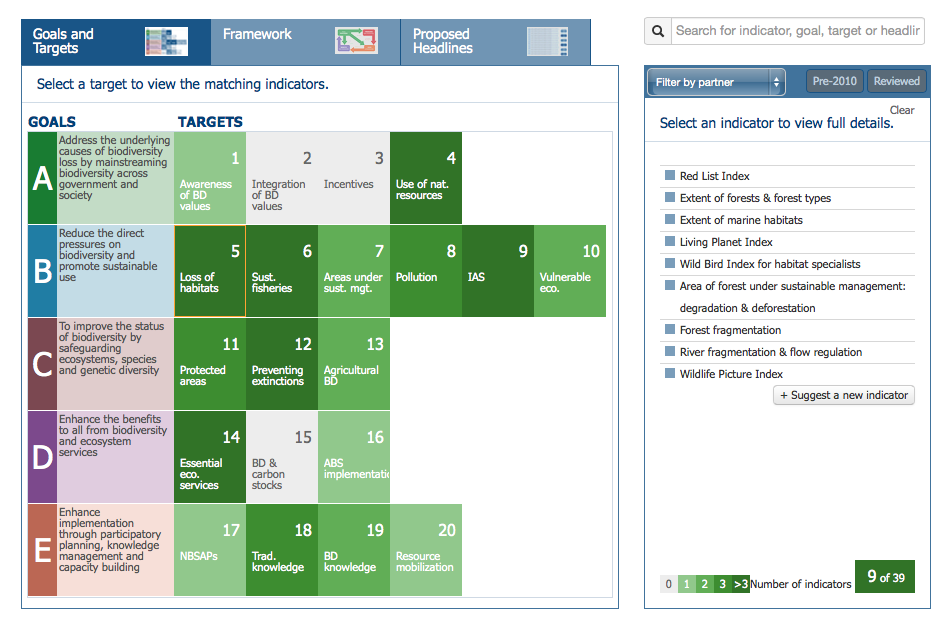 Goals and
Targets
Framework
Proposed
Headlines
Search for indicator, goal, target or headlin
Select a target to view the matching indicators.
GOALS
TARGETS
A
Address the underlying
causes of biodiversity
loss by mainstreaming
biodiversity across
government and
society
1
Awareness
of BD
values
2
Integration
of BD
values
3
Incentives
4
Use of nat.
resources
B
Reduce the direct
pressures on
biodiversity and
promote sustainable
use
5
Loss of
habitats
6
Sust.
fisheries
7
Areas under
sust. mgt.
8
Pollution
9
IAS
10
Vulnerable
eco.
C
To improve the status
of biodiversity by
safeguarding
ecosystems, species
and genetic diversity
11
Protected
areas
12
Preventing
extinctions
13
Agricultural
BD
D
Enhance the benefits
to all from biodiversity
and ecosystem
services
14
Essential
eco.
services
15
BD &
carbon
stocks
16
ABS
implementatic
E
Enhance
implementation
through participatory
planning, knowledge
management and
capacity building
17
NBSAPs
18
Trad.
knowledge
19
BD
knowledge
20
Resource
mobilization
Filter by partner
Pre-2010
Reviewed
Clear
Select an indicator to view full details.
Red List Index
Extent of forests & forest types
Extent of marine habitats
Living Planet Index
Wild Bird Index for habitat specialists
Area of forest under sustainable management:
degradation & deforestation
Forest fragmentation
River fragmentation & flow regulation
Wildlife Picture Index
+ Suggest a new indicator
0 1 2 3 >3 Number of indicators
9 of 39